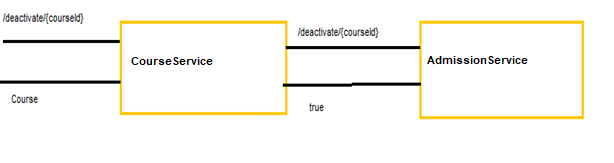 /deactivate/{courseId}
/deactivate/{courseId}
CourseService
AdmissionService
Course
true